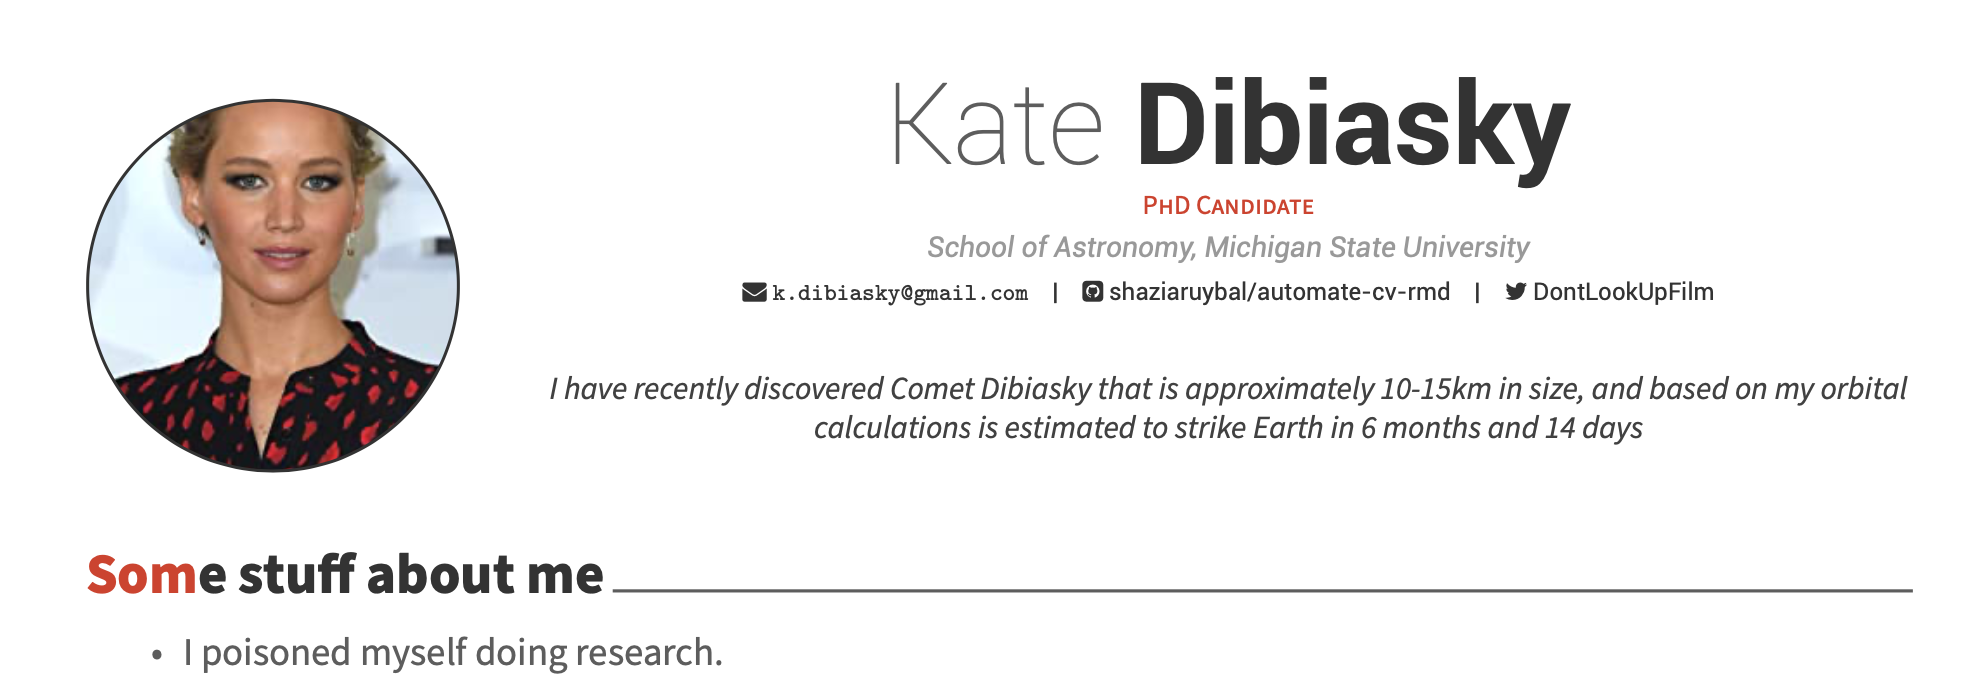 Kate Dibiasky
PhD Candidate
School of Astronomy, Michigan State University
k.dibiasky@gmail.com | shaziaruybal/automate-cv-rmd | DontLookUpFilm
I have recently discovered Comet Dibiasky that is approximately 10-15km in size, and based on my orbital
calculations is estimated to strike Earth in 6 months and 14 days
Some stuff about me
• I poisoned myself doing research.